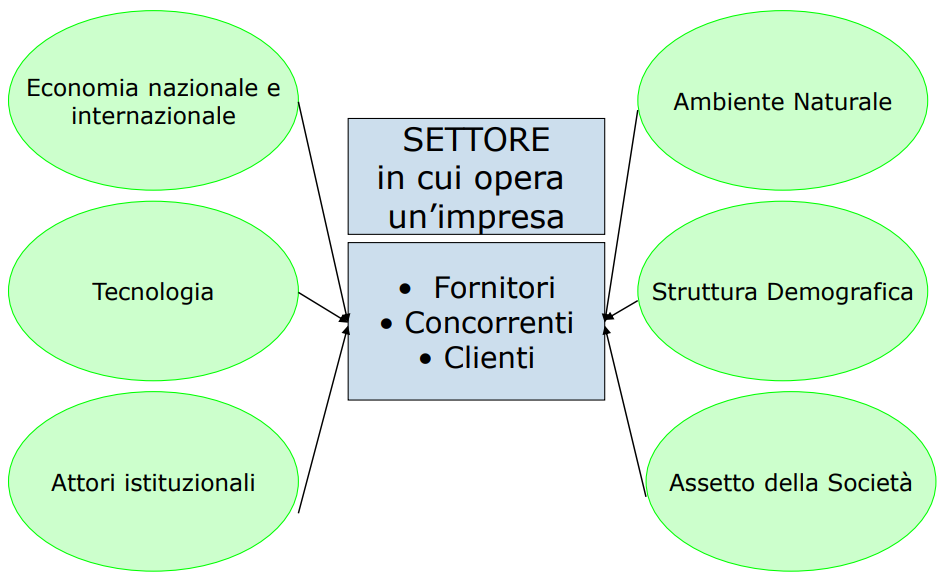 Economia nazionale e
internazionale
Tecnologia
Attori istituzionali
SETTORE
in cui opera
un’impresa
• Fornitori
• Concorrenti
• Clienti
Ambiente Naturale
Struttura Demografica
Assetto della Società